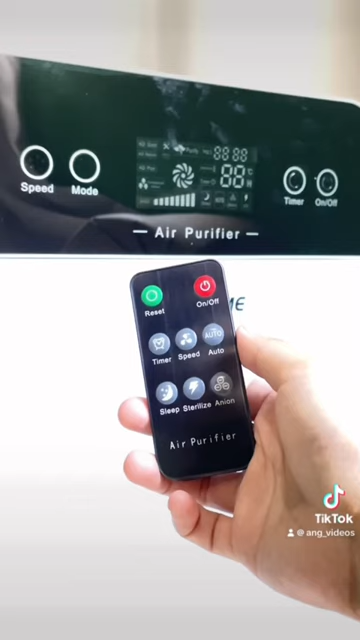 Speed
Mode
Timer
On/Off
Air Purifier
ME
Reset
On/Off
Timer
Speed
AUTO
Auto
Sleep
Sterilize
Anion
Air Purifier
TikTok
@ang_videos